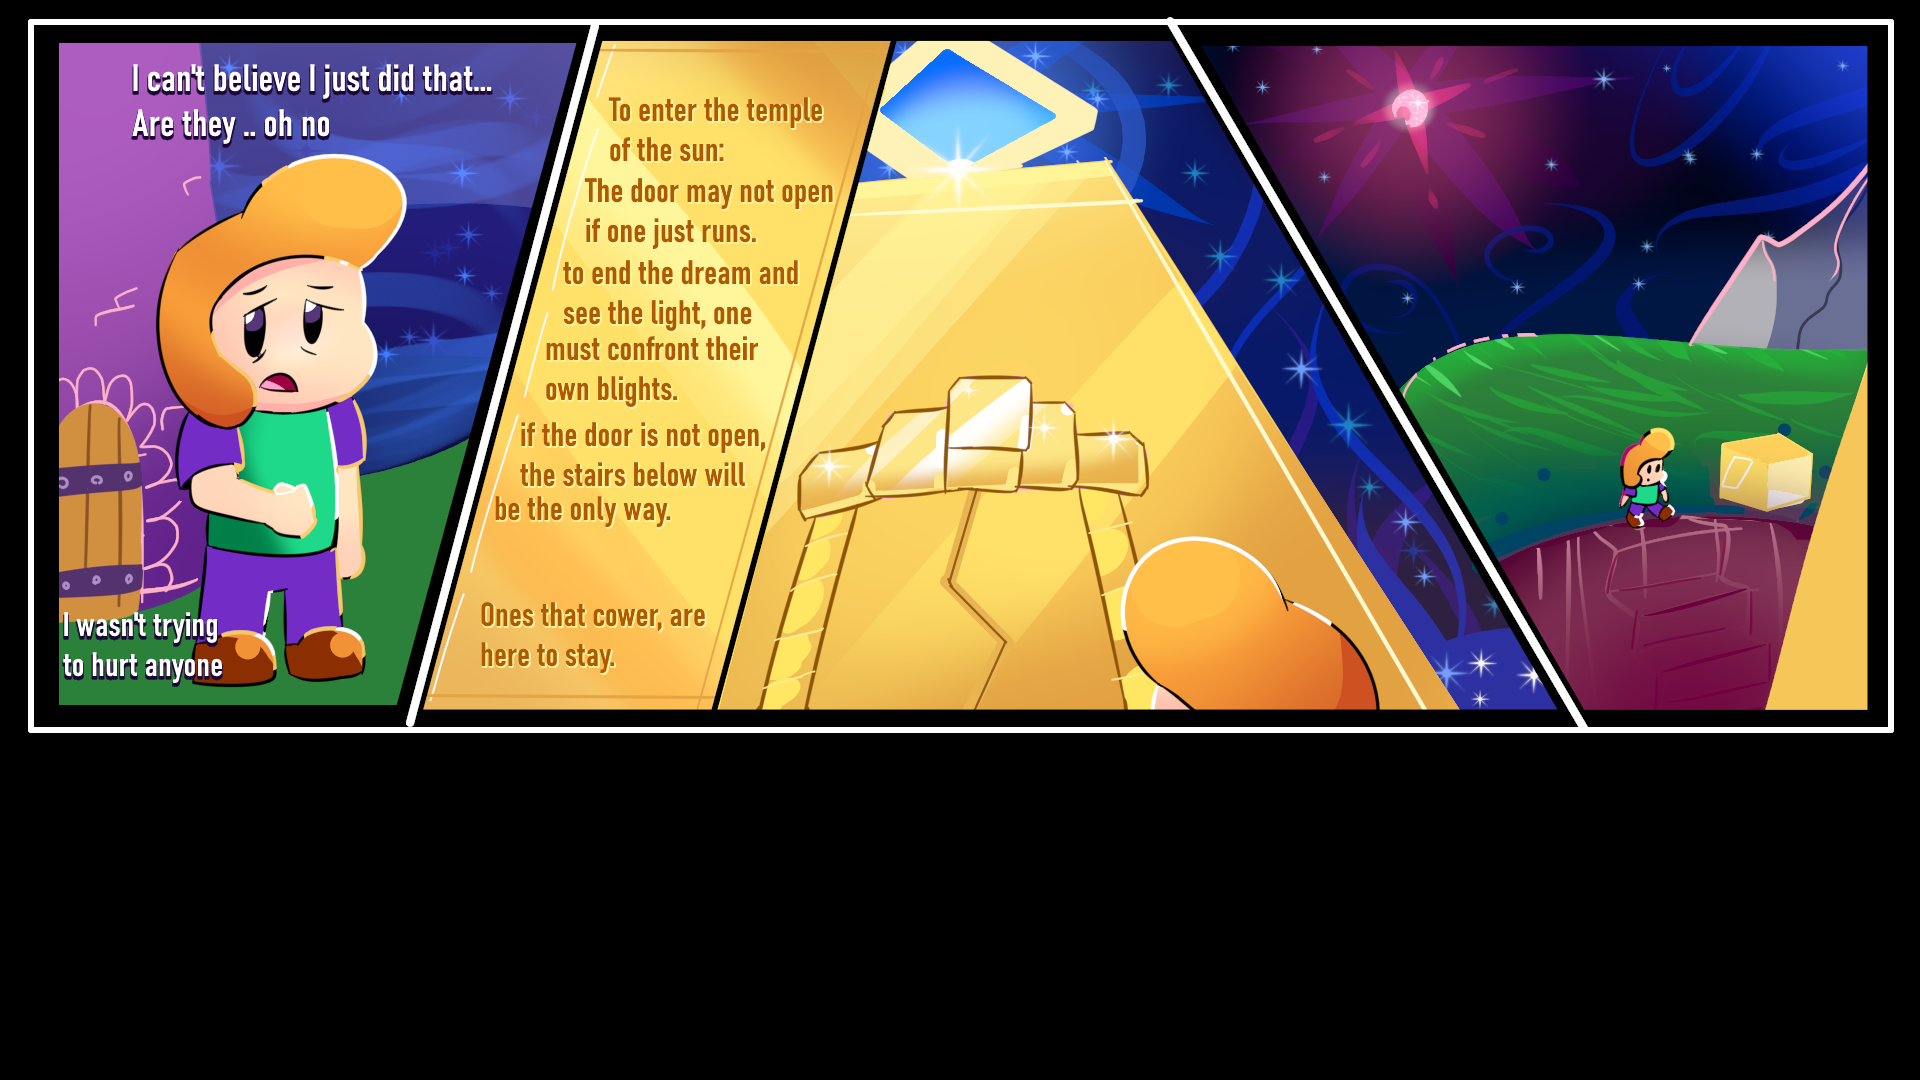 I can't believe I just did that...
Are they .. oh no
I wasn't trying
to hurt anyone
To enter the temple
of the sun:
The door may not open
if one just runs.
to end the dream and
see the light, one
must confront their
own blights.
if the door is not open,
the stairs below will
be the only way.
Ones that cower, are
here to stay.